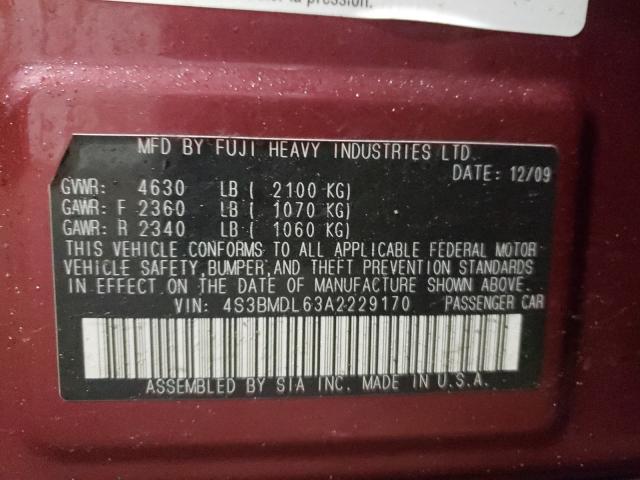 la pression.
MFD BY FUJI HEAVY INDUSTRIES LTD.
DATE: 12/09
GVWR: 4630 LB ( 2100 KG)
GAWR: F 2360 LB ( 1070 KG)
GAWR: R 2340 LB ( 1060 KG)
THIS VEHICLE CONFORMS TO ALL APPLICABLE FEDERAL MOTOR
VEHICLE SAFETY, BUMPER, AND THEFT PREVENTION STANDARDS
IN EFFECT ON THE DATE OF MANUFACTURE SHOWN ABOVE.
VIN: 4S3BMDL63A2229170 PASSENGER CAR
ASSEMBLED BY SIA INC. MADE IN U.S.A.